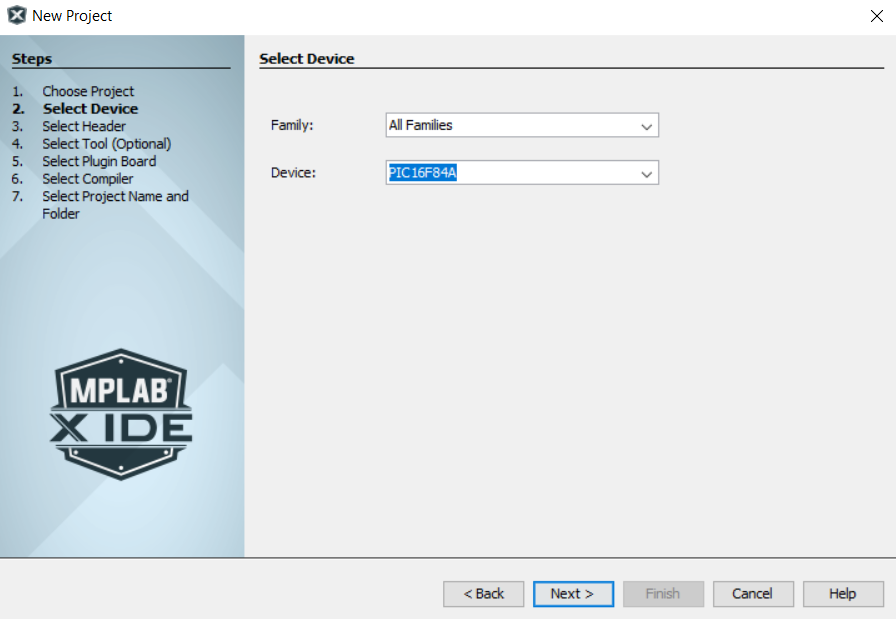 New Project
Steps
1. Choose Project
2. Select Device
3. Select Header
4. Select Tool (Optional)
5. Select Plugin Board
6. Select Compiler
7. Select Project Name and
Folder
MPLAB®
X IDE
Select Device
Family: All Families
Device: PIC16F84A
< Back Next > Finish Cancel Help